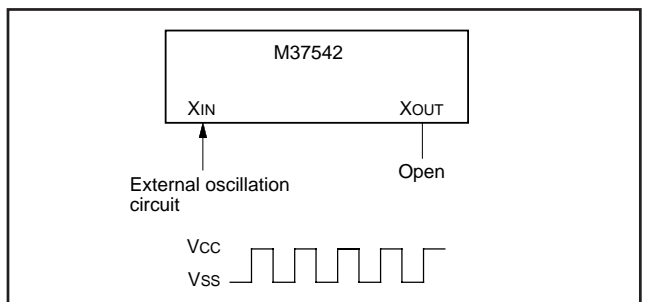 M37542
XIN XOUT
External oscillation
circuit
Open
VCC
VSS